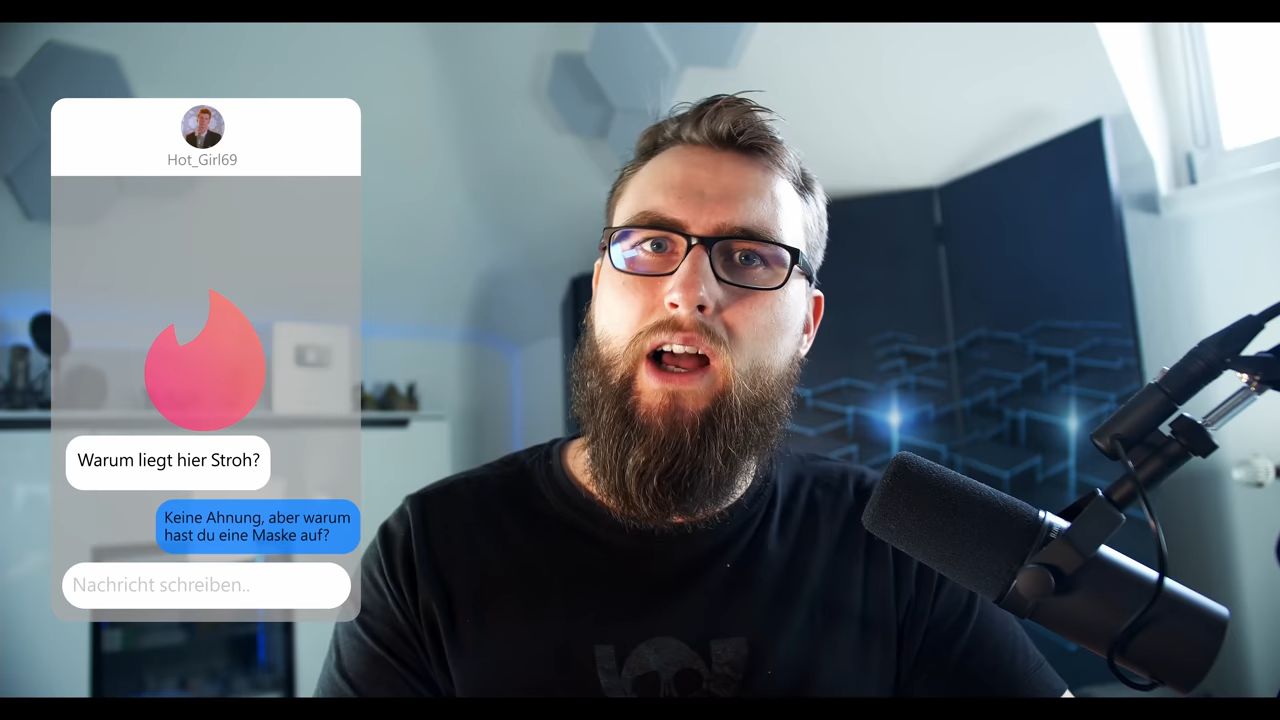 Hot_Girl69
Warum liegt hier Stroh?
Keine Ahnung, aber warum
hast du eine Maske auf?
Nachricht schreiben..